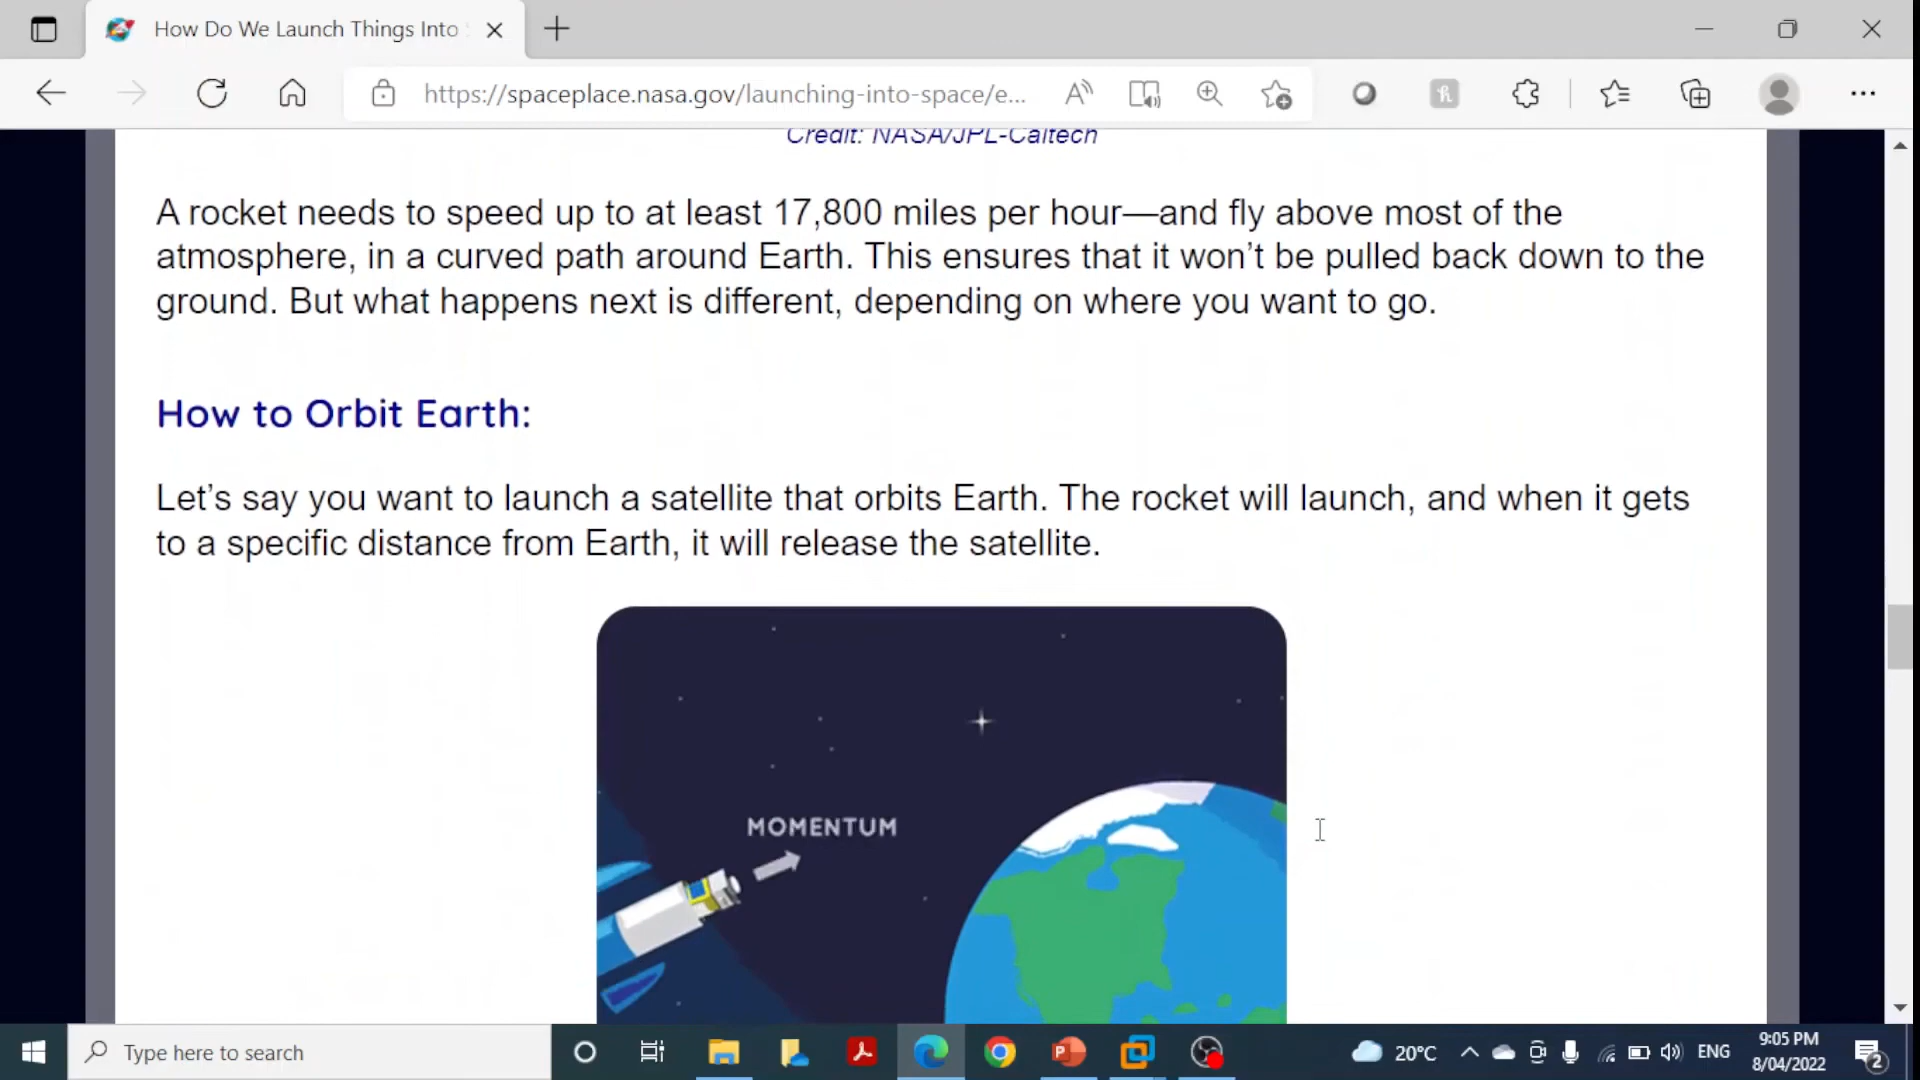 How Do We Launch Things Into
https://spaceplace.nasa.gov/launching-into-space/e...
Credit: NASA/JPL-Caltech
A rocket needs to speed up to at least 17,800 miles per hour—and fly above most of the
atmosphere, in a curved path around Earth. This ensures that it won’t be pulled back down to the
ground. But what happens next is different, depending on where you want to go.
How to Orbit Earth:
Let’s say you want to launch a satellite that orbits Earth. The rocket will launch, and when it gets
to a specific distance from Earth, it will release the satellite.
MOMENTUM
Type here to search
20°C
ENG
9:05 PM
8/04/2022
2